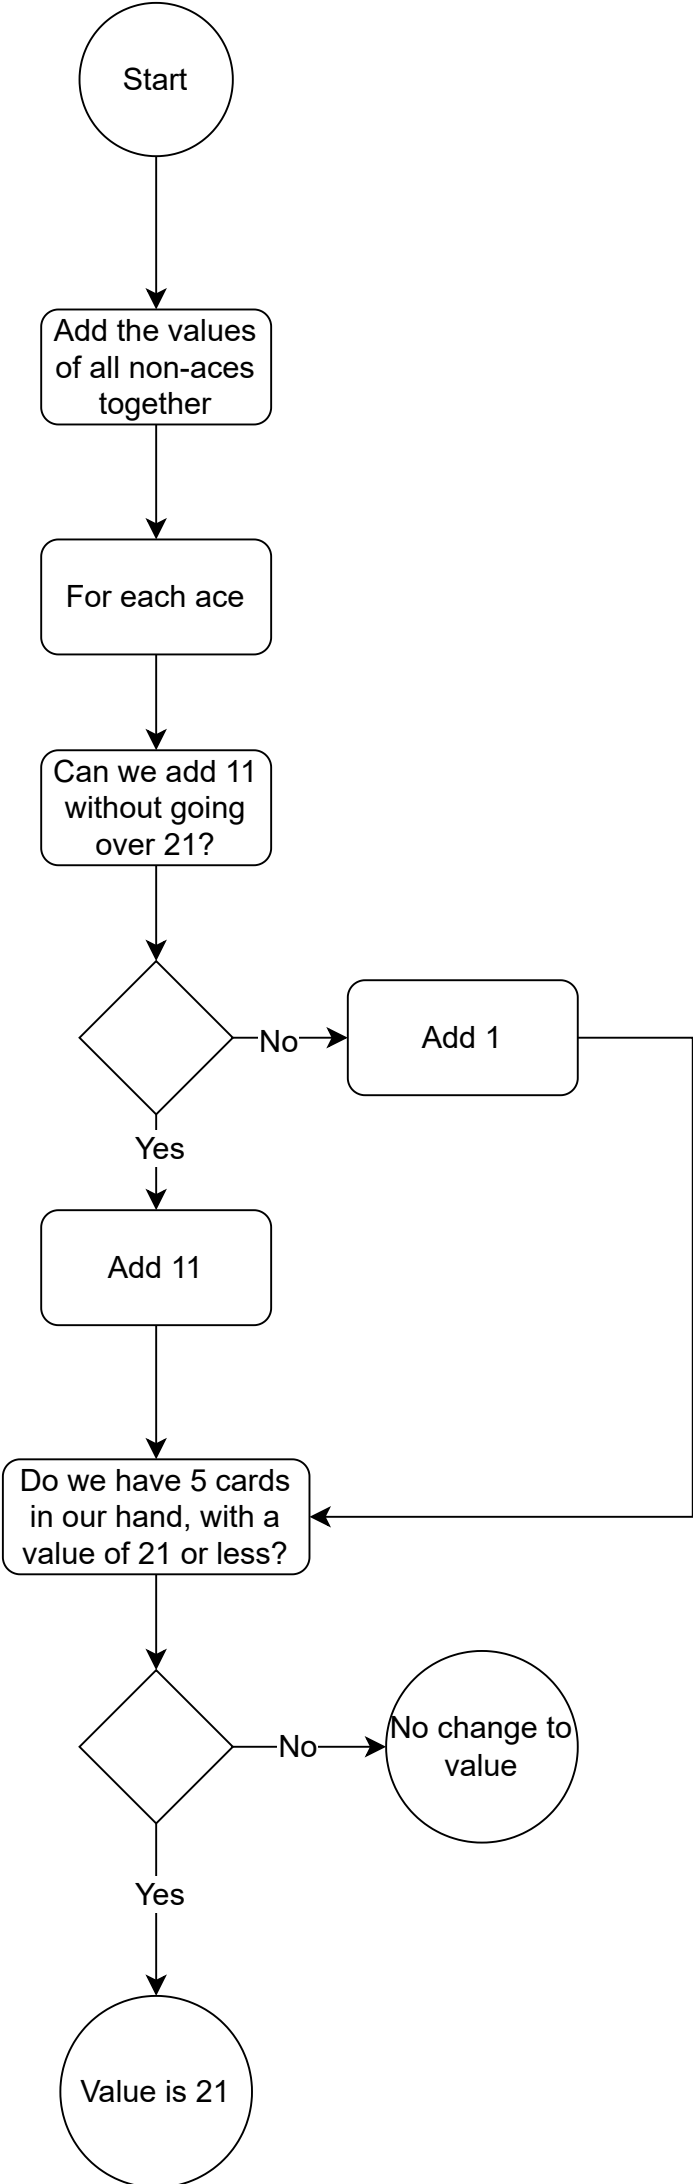 Start
Add the values
of all non-aces
together
For each ace
Can we add 11
without going
over 21?
No
Add 1
Yes
Add 11
Do we have 5 cards
in our hand, with a
value of 21 or less?
No
No change to
value
Yes
Value is 21